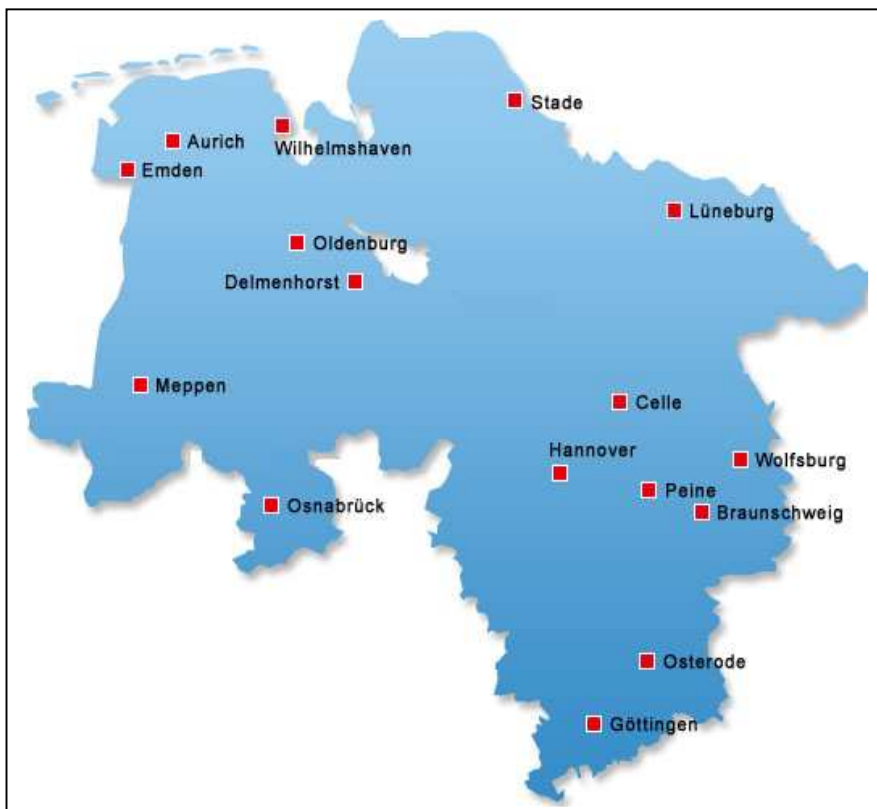 Stade
Aurich
Wilhelmshaven
Emden
Lüneburg
Oldenburg
Delmenhorst
Meppen
Celle
Hannover
Wolfsburg
Peine
Osnabrück
Braunschweig
Osterode
Göttingen